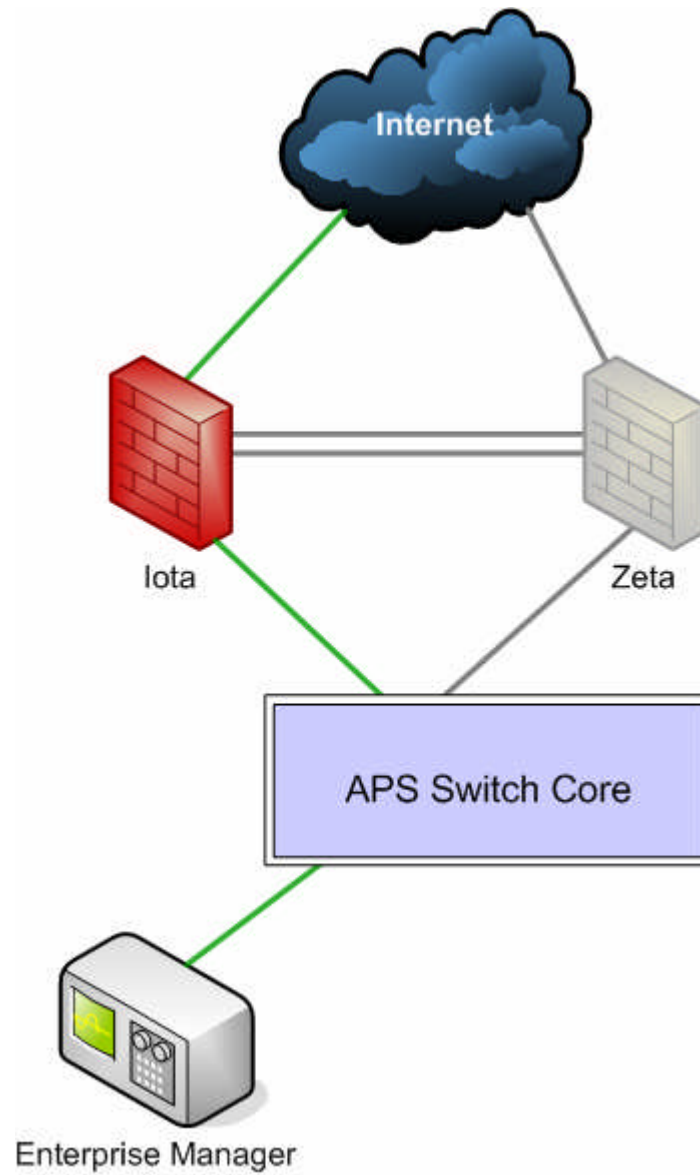 Internet
Iota
Zeta
APS Switch Core
Enterprise Manager